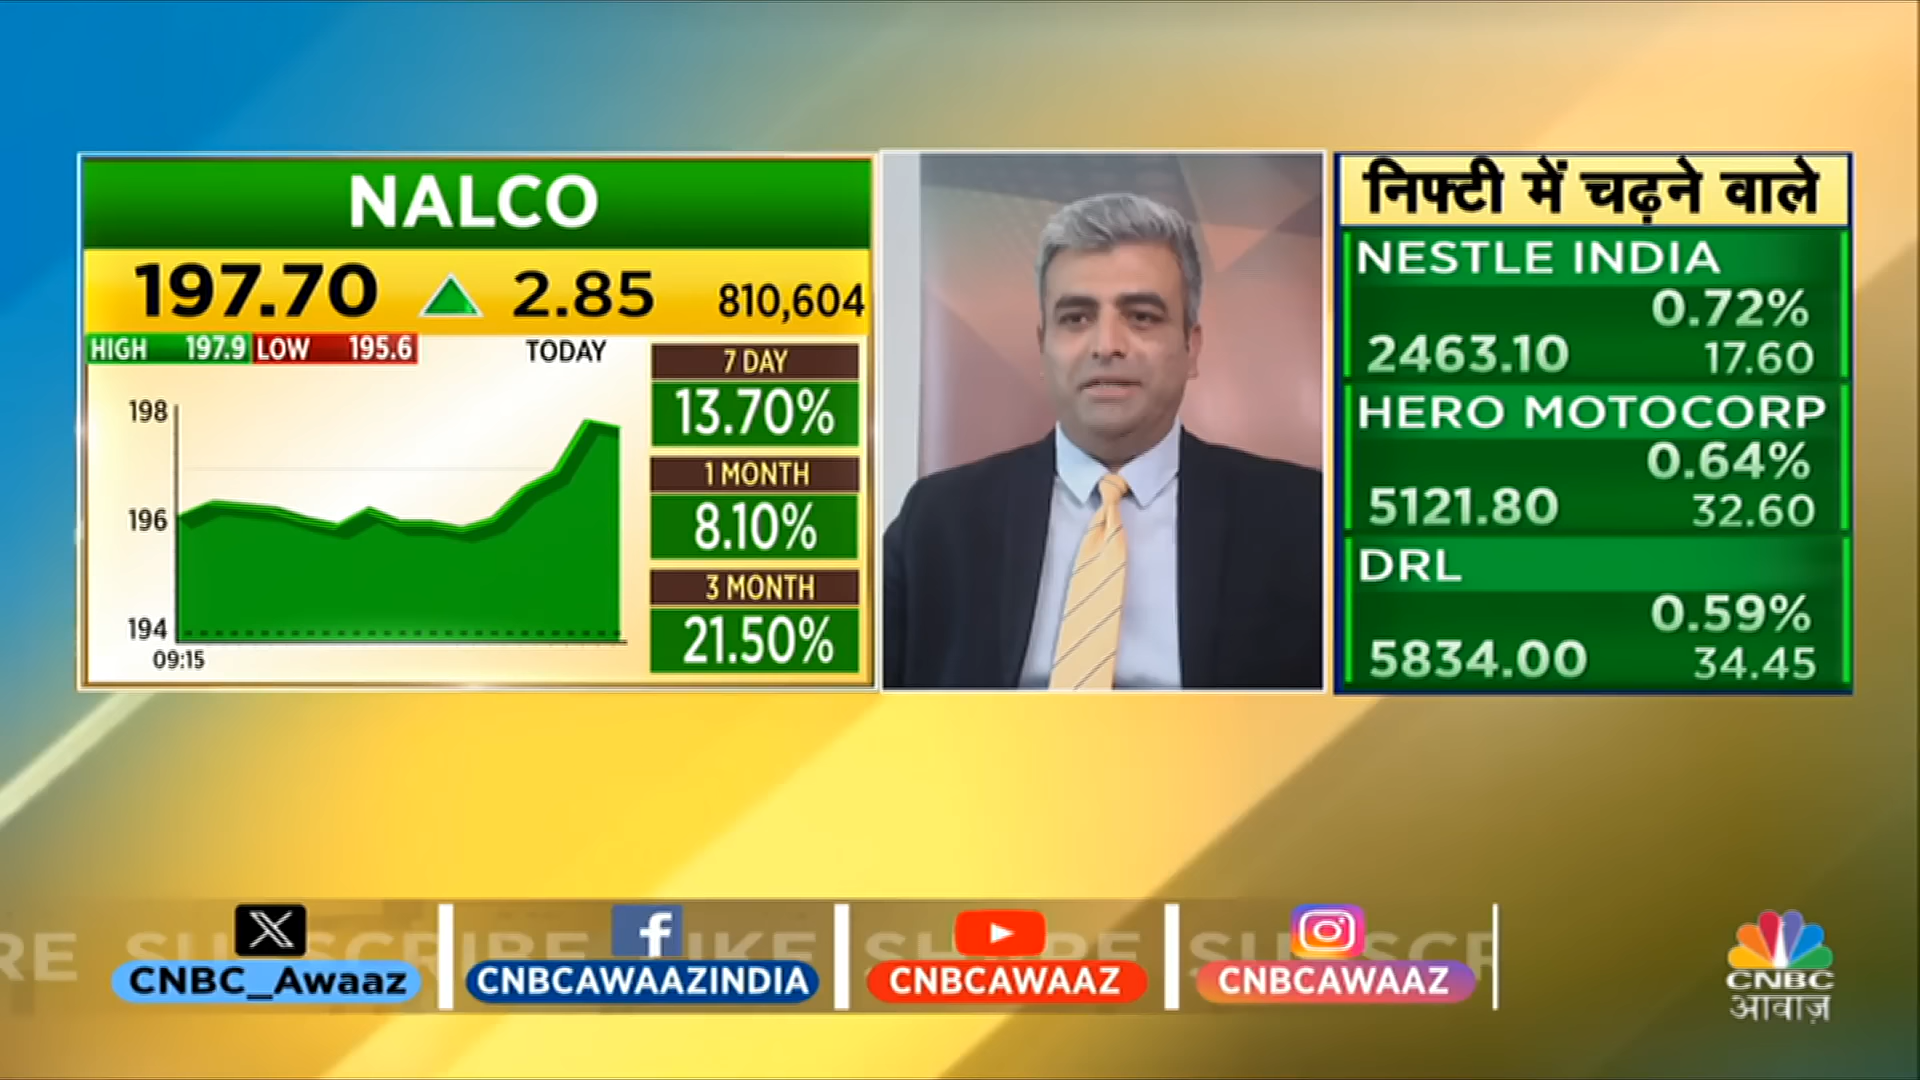 NALCO
197.70 2.85 810,604
HIGH 197.9 LOW 195.6
TODAY
198
196
194
09:15
7 DAY
13.70%
1 MONTH
8.10%
3 MONTH
21.50%
निफ्टी में चढ़ने वाले
NESTLE INDIA
0.72%
2463.10 17.60
HERO MOTOCORP
0.64%
5121.80 32.60
DRL
0.59%
5834.00 34.45
CNBC_Awaaz
CNBCAWAAZINDIA
CNBCAWAAZ
CNBCAWAAZ
CNBC
आवाज़